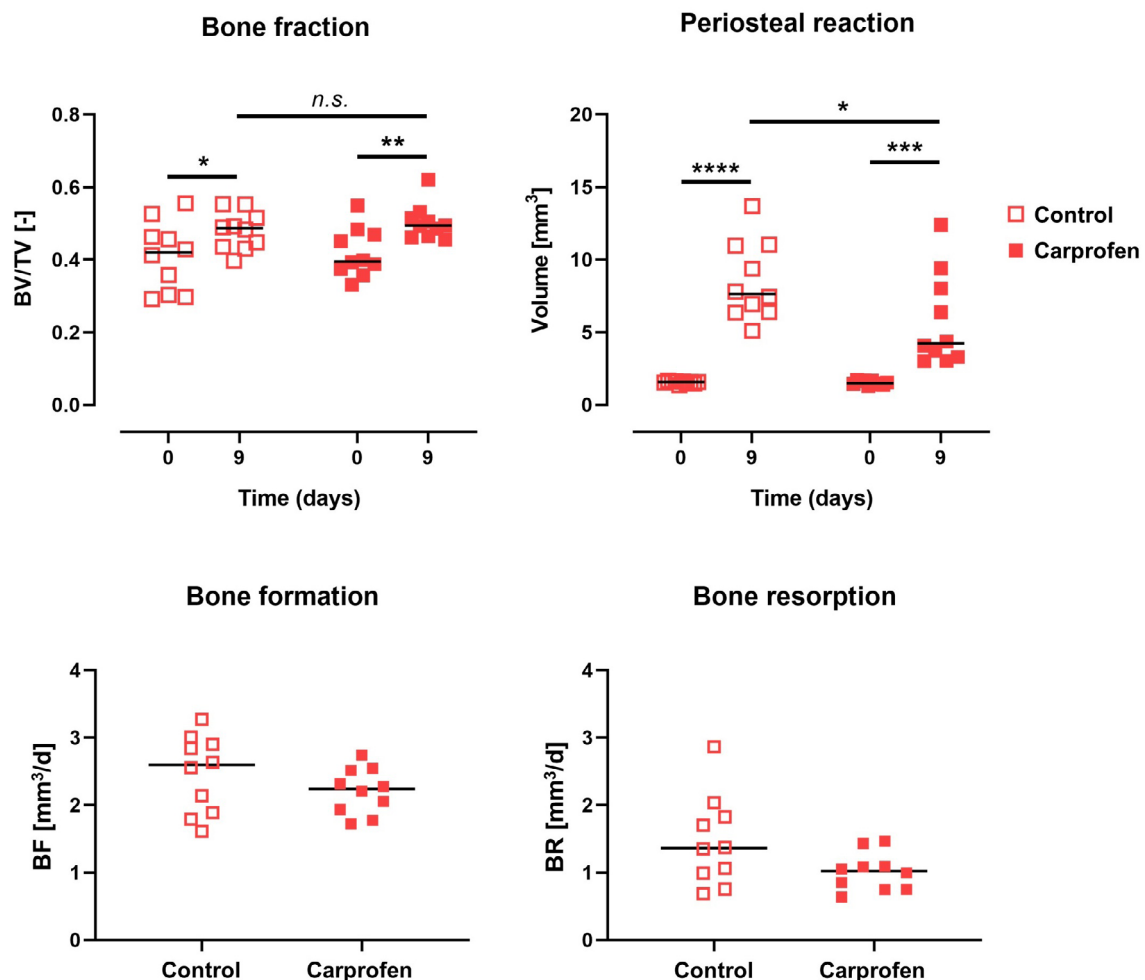 Bone fraction
n.s.
*
**
0.8
0.6
0.4
0.2
0.0
BV/TV [-]
0
9
0
9
Time (days)
Periosteal reaction
*
****
***
20
15
10
5
0
Volume [mm³]
0
9
0
9
Time (days)
Control
Carprofen
Bone formation
4
3
2
1
0
BF [mm³/d]
Control
Carprofen
Bone resorption
4
3
2
1
0
BR [mm³/d]
Control
Carprofen